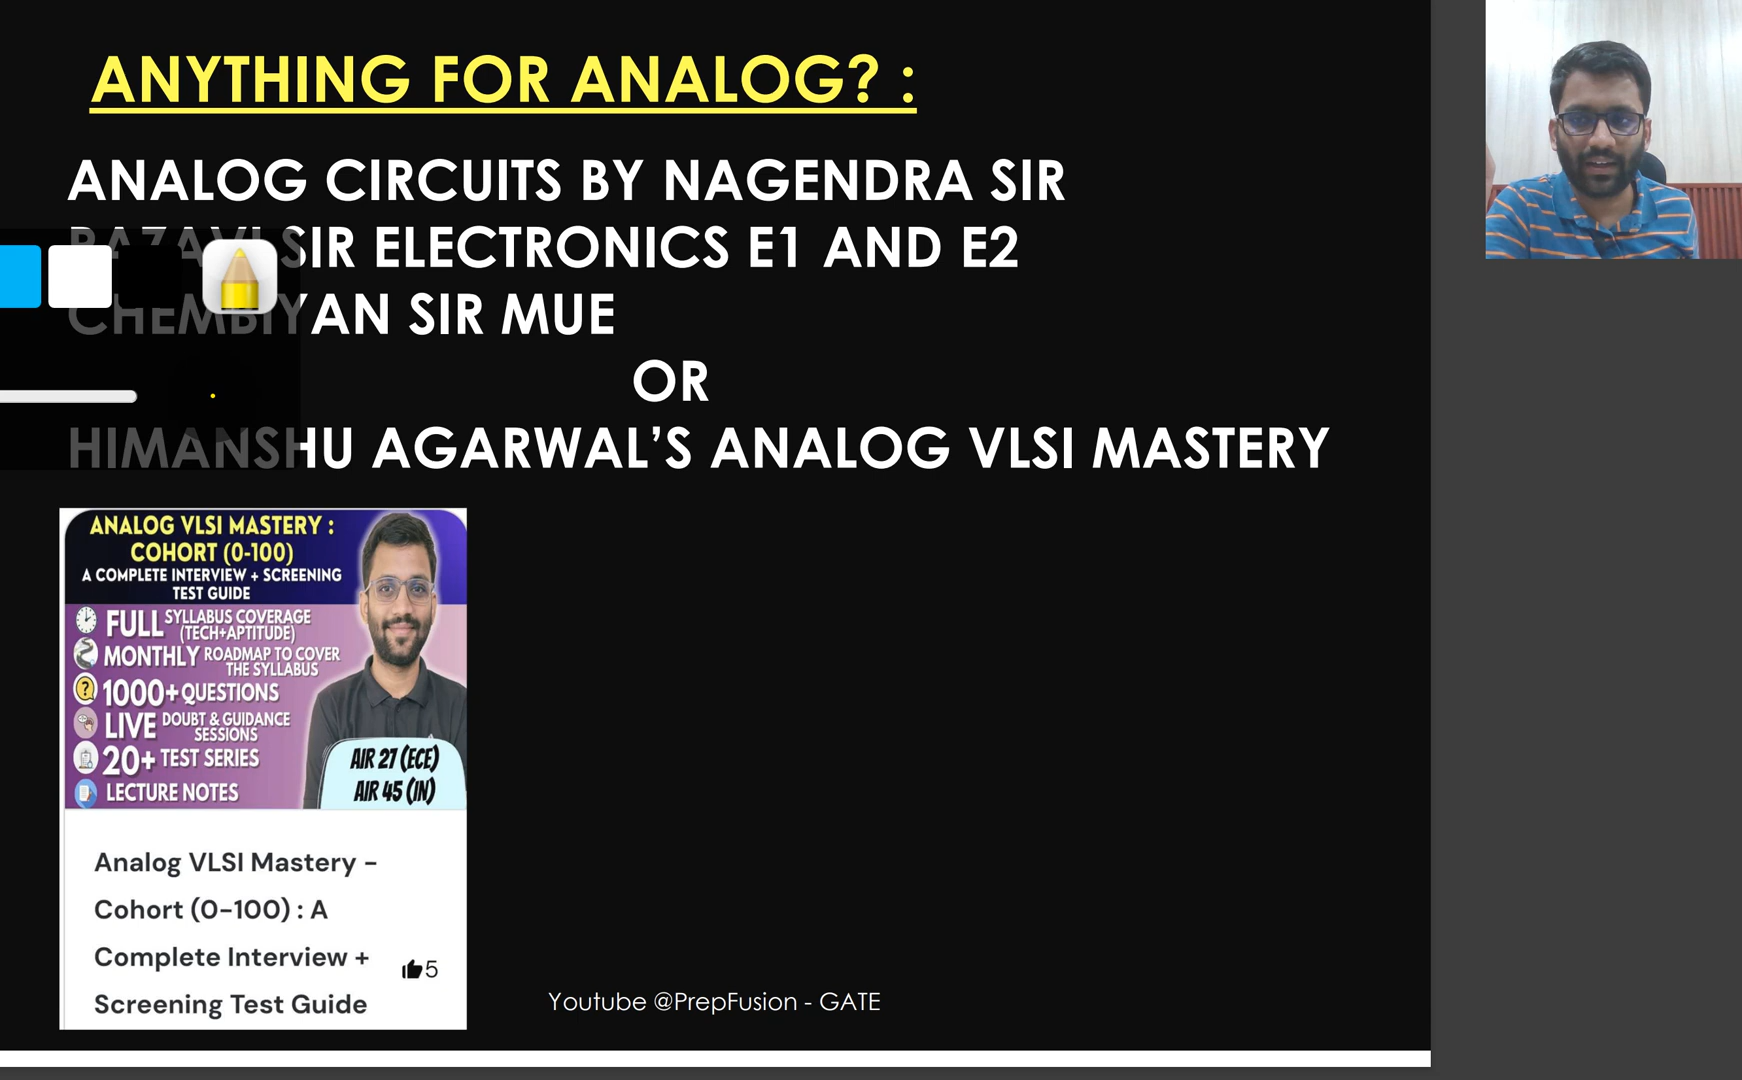 ANYTHING FOR ANALOG? :
ANALOG CIRCUITS BY NAGENDRA SIR
RAZAVI SIR ELECTRONICS E1 AND E2
CHEMBIYAN SIR MUE
OR
HIMANSHU AGARWAL’S ANALOG VLSI MASTERY
ANALOG VLSI MASTERY :
COHORT (0-100)
A COMPLETE INTERVIEW + SCREENING
TEST GUIDE
FULL SYLLABUS COVERAGE
(TECH+APTITUDE)
MONTHLY ROADMAP TO COVER
THE SYLLABUS
1000+ QUESTIONS
LIVE DOUBT & GUIDANCE
SESSIONS
20+ TEST SERIES
LECTURE NOTES
AIR 27 (ECE)
AIR 45 (IN)
Analog VLSI Mastery -
Cohort (0-100) : A
Complete Interview +
Screening Test Guide
5
Youtube @PrepFusion - GATE